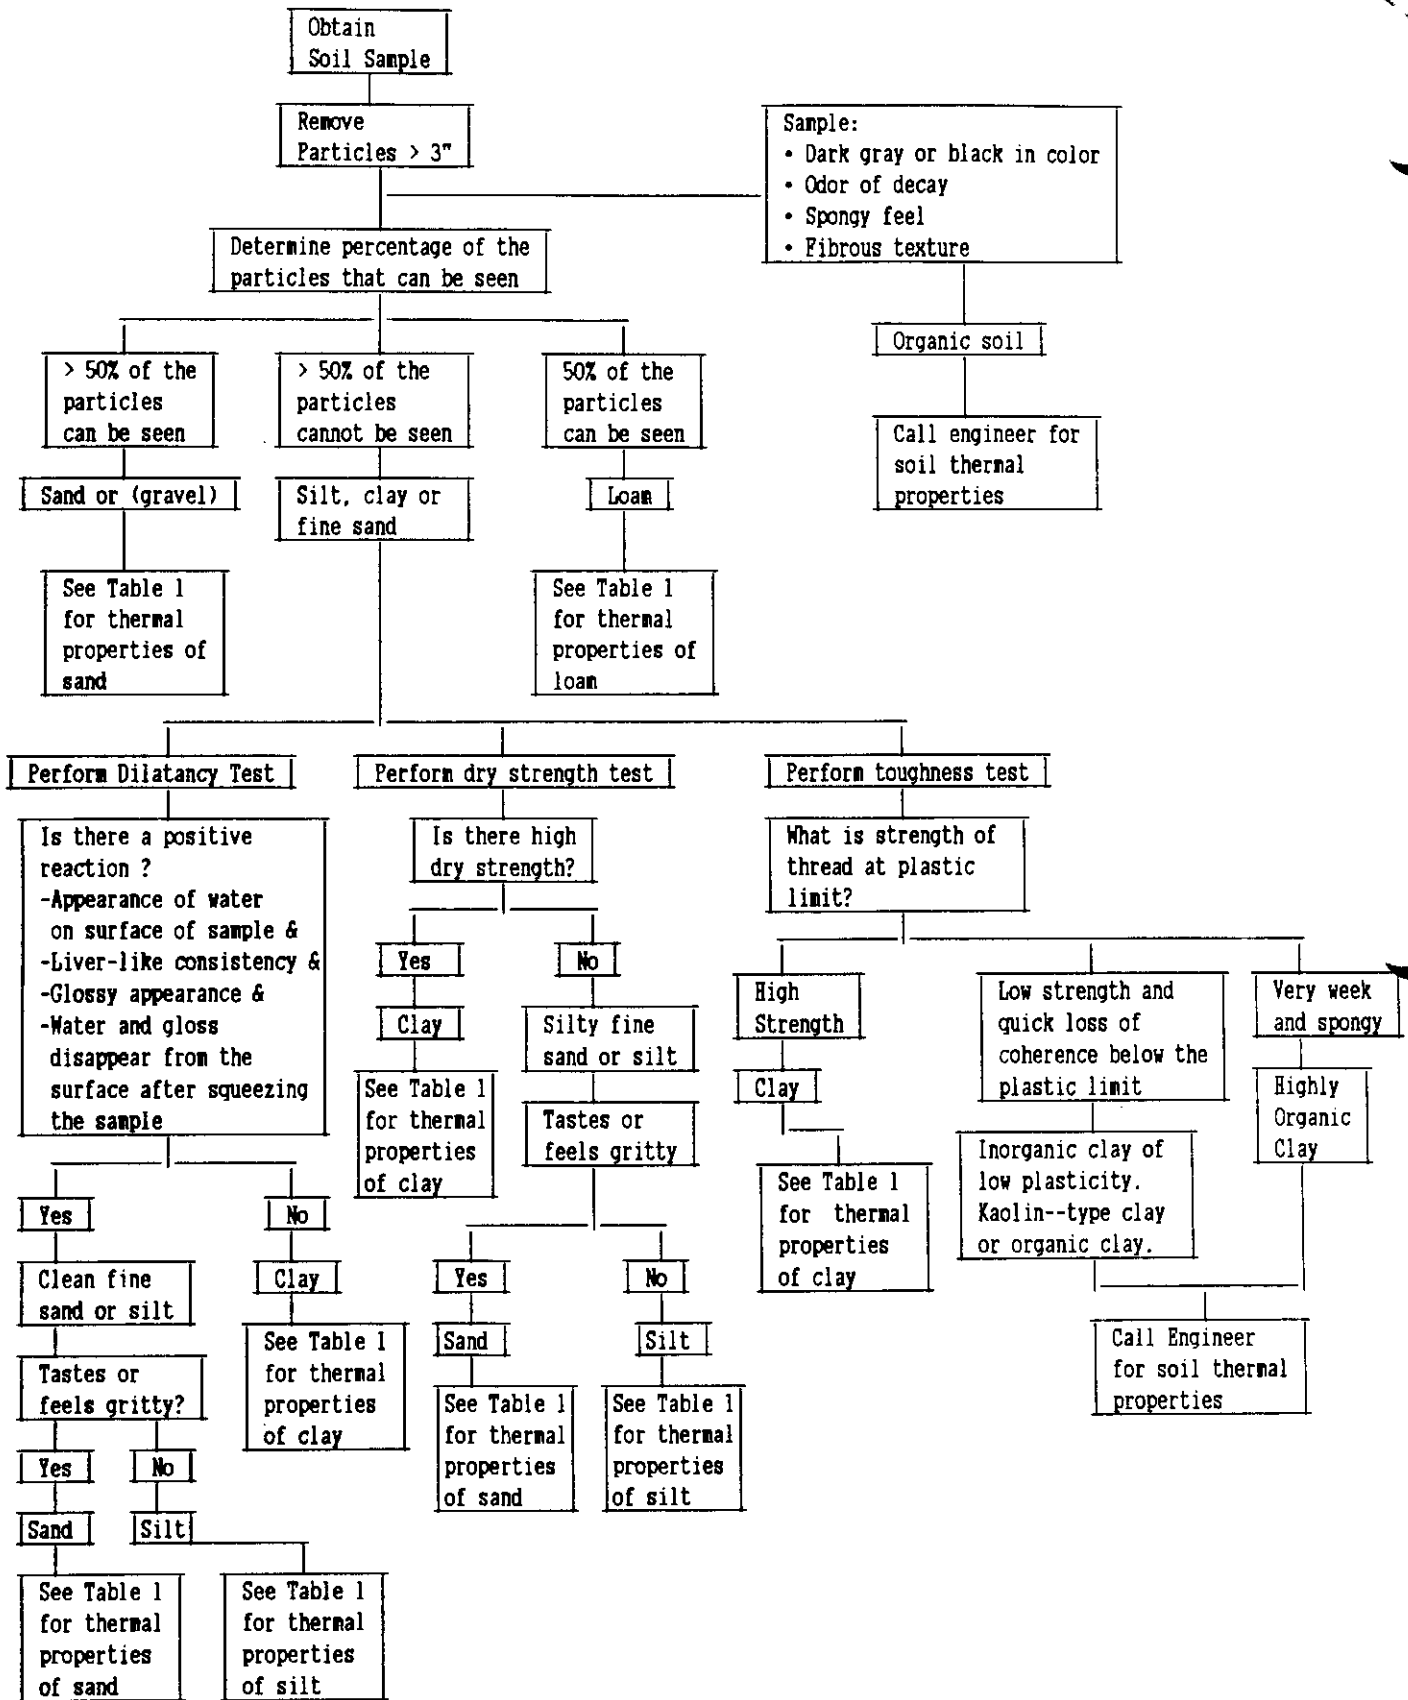 Obtain
Soil Sample
Remove
Particles > 3"
Sample:
• Dark gray or black in color
• Odor of decay
• Spongy feel
• Fibrous texture
Determine percentage of the
particles that can be seen
Organic soil
Call engineer for
soil thermal
properties
> 50% of the
particles
can be seen
> 50% of the
particles
cannot be seen
50% of the
particles
can be seen
Sand or (gravel)
Silt, clay or
fine sand
Loam
See Table 1
for thermal
properties of
sand
See Table 1
for thermal
properties of
loam
Perform Dilatancy Test
Perform dry strength test
Perform toughness test
Is there a positive
reaction ?
-Appearance of water
on surface of sample &
-Liver-like consistency &
-Glossy appearance &
-Water and gloss
disappear from the
surface after squeezing
the sample
Is there high
dry strength?
What is strength of
thread at plastic
limit?
Yes
No
Clay
Silty fine
sand or silt
See Table 1
for thermal
properties
of clay
Tastes or
feels gritty
High
Strength
Low strength and
quick loss of
coherence below the
plastic limit
Very week
and spongy
Clay
Inorganic clay of
low plasticity.
Kaolin--type clay
or organic clay.
Highly
Organic
Clay
See Table 1
for thermal
properties
of clay
Call Engineer
for soil thermal
properties
Yes
No
Clean fine
sand or silt
Clay
Tastes or
feels gritty?
See Table 1
for thermal
properties
of clay
Yes
No
Sand
Silt
See Table 1
for thermal
properties
of sand
See Table 1
for thermal
properties
of silt
Yes
No
Sand
Silt
See Table 1
for thermal
properties
of sand
See Table 1
for thermal
properties
of silt